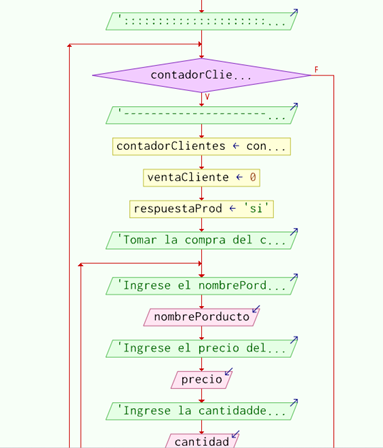 '::::::::::::::::::::::...
contadorClie...
F
V
'--------------------...
contadorClientes ← con...
ventaCliente ← 0
respuestaProd ← 'si'
'Tomar la compra del c...
'Ingrese el nombrePord...
nombrePorducto
'Ingrese el precio del...
precio
'Ingrese la cantidadde...
cantidad